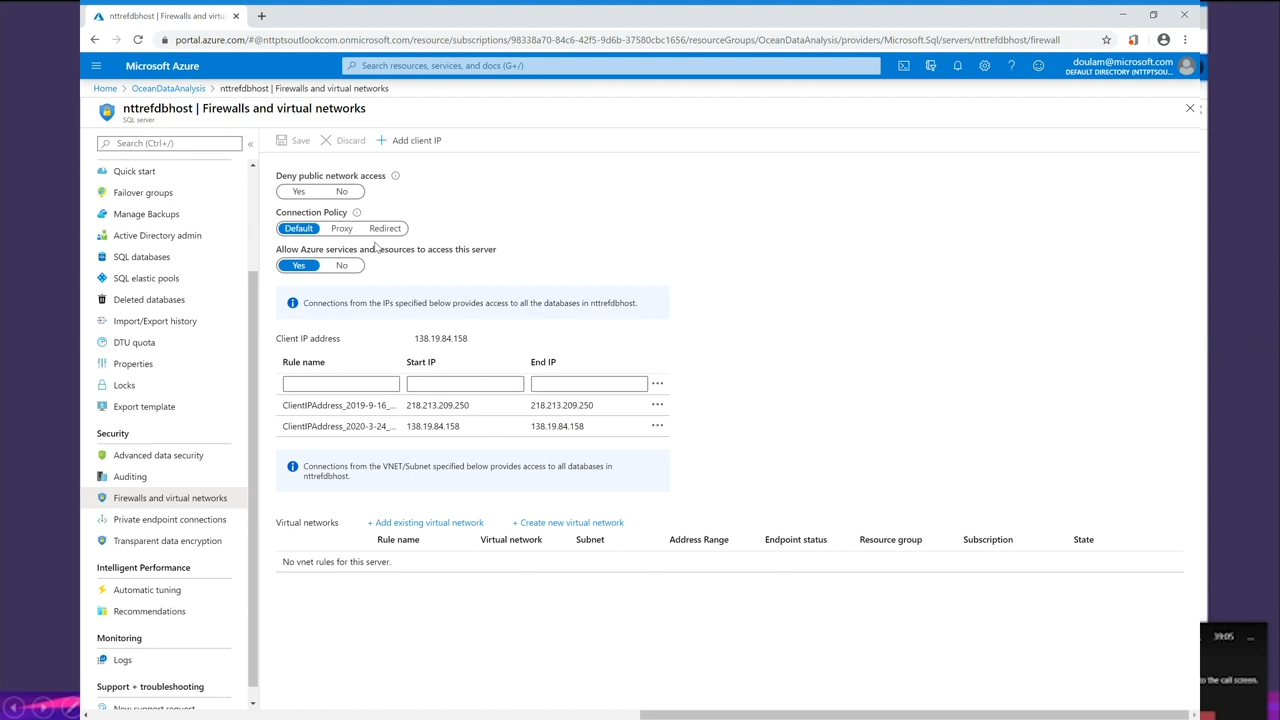 nttrefdbhost | Firewalls and virtu
portal.azure.com/#@nttptsoutlookcom.onmicrosoft.com/resource/subscriptions/98338a70-84c6-42f5-9d6b-37580cbc1656/resourceGroups/OceanDataAnalysis/providers/Microsoft.Sql/servers/nttrefdbhost/firewall
Microsoft Azure
Search resources, services, and docs (G+/)
doulam@microsoft.com
DEFAULT DIRECTORY (NTTPTSOU...
Home > OceanDataAnalysis > nttrefdbhost | Firewalls and virtual networks
nttrefdbhost | Firewalls and virtual networks
SQL server
Search (Ctrl+/)
Quick start
Failover groups
Manage Backups
Active Directory admin
SQL databases
SQL elastic pools
Deleted databases
Import/Export history
DTU quota
Properties
Locks
Export template
Security
Advanced data security
Auditing
Firewalls and virtual networks
Private endpoint connections
Transparent data encryption
Intelligent Performance
Automatic tuning
Recommendations
Monitoring
Logs
Support + troubleshooting
New support request
Save Discard Add client IP
Deny public network access
Yes No
Connection Policy
Default Proxy Redirect
Allow Azure services and resources to access this server
Yes No
Connections from the IPs specified below provides access to all the databases in nttrefdbhost.
Client IP address 138.19.84.158
Rule name Start IP End IP
ClientIPAddress_2019-9-16_... 218.213.209.250 218.213.209.250
ClientIPAddress_2020-3-24_... 138.19.84.158 138.19.84.158
Connections from the VNET/Subnet specified below provides access to all databases in
nttrefdbhost.
Virtual networks + Add existing virtual network + Create new virtual network
Rule name Virtual network Subnet Address Range Endpoint status Resource group Subscription State
No vnet rules for this server.
39:05
to the call screen.